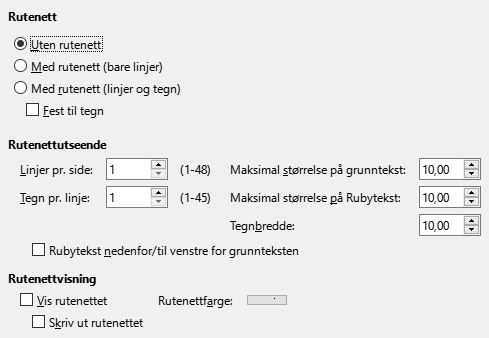 Rutenett
Uten rutenett
Med rutenett (bare linjer)
Med rutenett (linjer og tegn)
Fest til tegn
Rutenettutseende
Linjer pr. side: 1 (1-48) Maksimal størrelse på grunntekst: 10,00
Tegn pr. linje: 1 (1-45) Maksimal størrelse på Rubytekst: 10,00
Tegnbredde: 10,00
Rubytekst nedenfor/til venstre for grunnteksten
Rutenettvisning
Vis rutenettet Rutenettfarge:
Skriv ut rutenettet